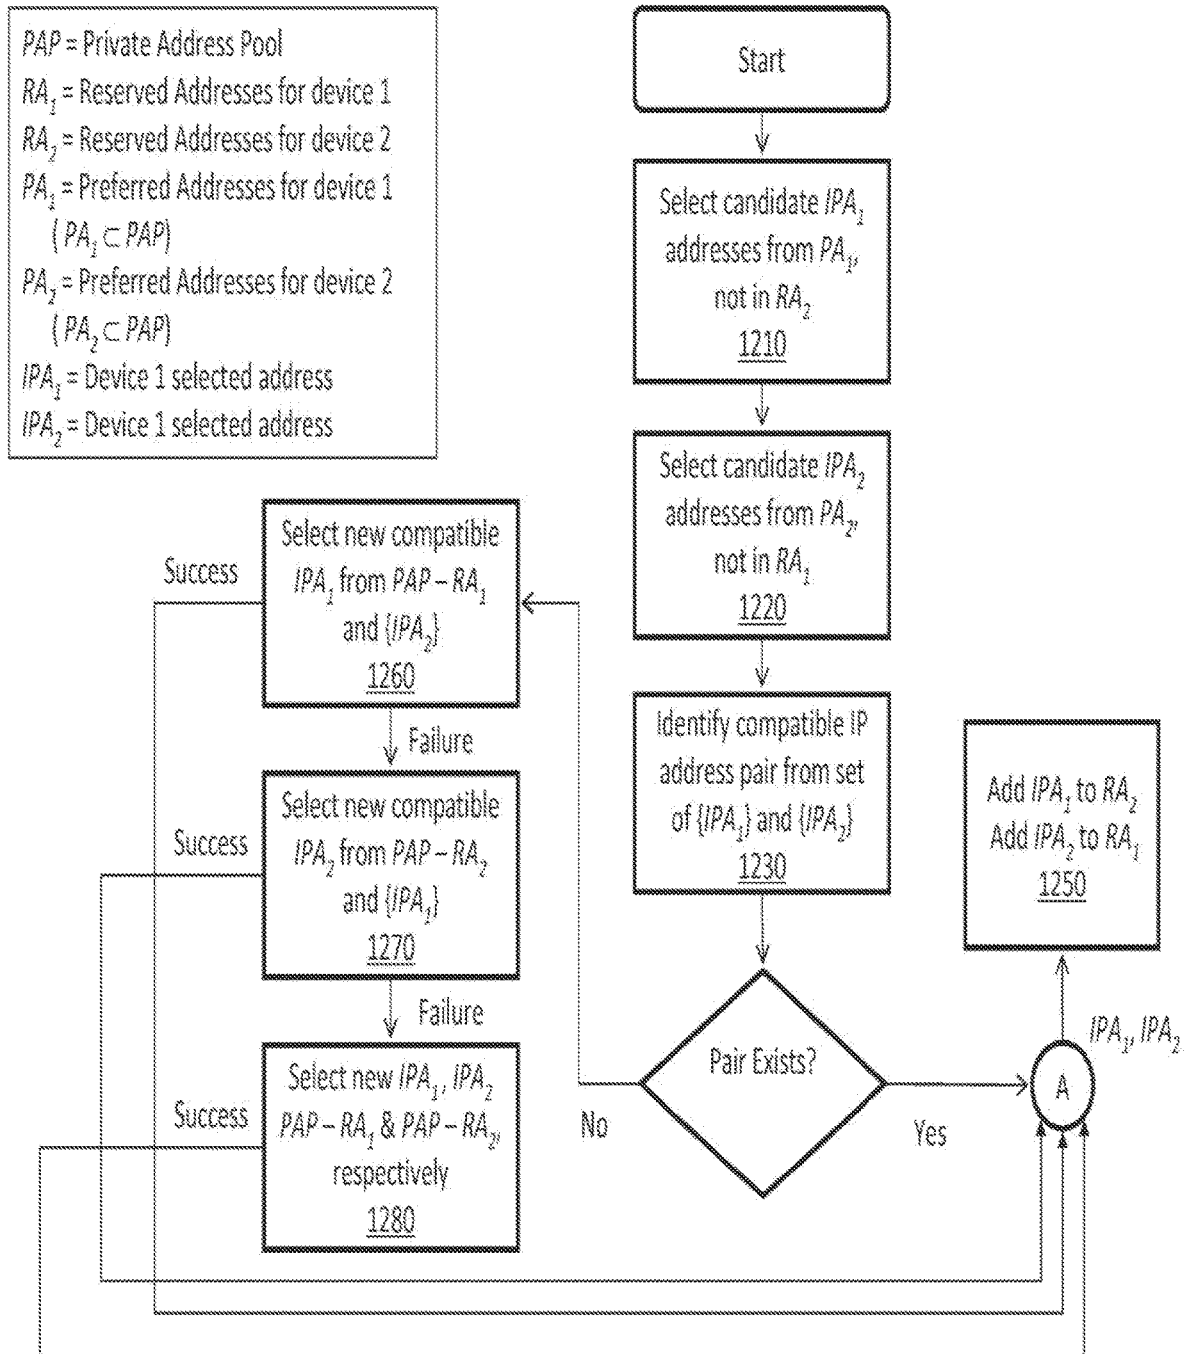 PAP = Private Address Pool
RA₁ = Reserved Addresses for device 1
RA₂ = Reserved Addresses for device 2
PA₁ = Preferred Addresses for device 1
( PA₁ ⊂ PAP)
PA₂ = Preferred Addresses for device 2
( PA₂ ⊂ PAP)
IPA₁ = Device 1 selected address
IPA₂ = Device 1 selected address
Start
Select candidate IPA₁
addresses from PA₁,
not in RA₂
1210
Select candidate IPA₂
addresses from PA₂,
not in RA₁
1220
Identify compatible IP
address pair from set
of {IPA₁} and {IPA₂}
1230
Pair Exists?
No
Yes
A
IPA₁, IPA₂
Add IPA₁ to RA₂
Add IPA₂ to RA₁
1250
Select new compatible
IPA₁ from PAP – RA₁
and {IPA₂}
1260
Success
Failure
Select new compatible
IPA₂ from PAP – RA₂
and {IPA₁}
1270
Success
Failure
Select new IPA₁, IPA₂
PAP – RA₁ & PAP – RA₂,
respectively
1280
Success